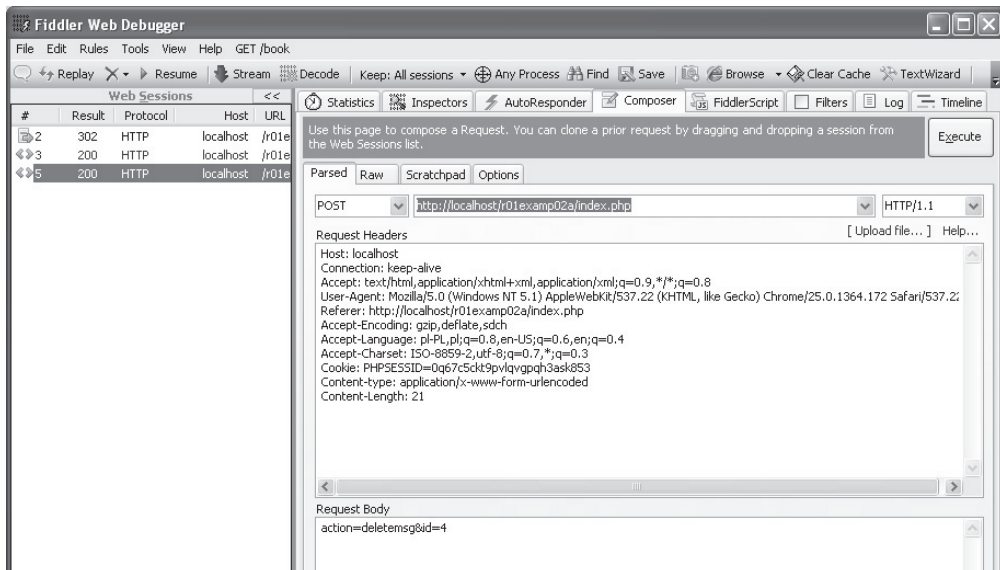 Fiddler Web Debugger
File Edit Rules Tools View Help GET /book
Replay Resume Stream Decode Keep: All sessions Any Process Find Save Browse Clear Cache TextWizard
Web Sessions <<
# Result Protocol Host URL
2 302 HTTP localhost /r01e
3 200 HTTP localhost /r01e
5 200 HTTP localhost /r01e
Statistics Inspectors AutoResponder Composer FiddlerScript Filters Log Timeline
Use this page to compose a Request. You can clone a prior request by dragging and dropping a session from
the Web Sessions list.
Execute
Parsed Raw Scratchpad Options
POST http://localhost/r01examp02a/index.php HTTP/1.1
Request Headers [ Upload file... ] Help...
Host: localhost
Connection: keep-alive
Accept: text/html,application/xhtml+xml,application/xml;q=0.9,*/*;q=0.8
User-Agent: Mozilla/5.0 (Windows NT 5.1) AppleWebKit/537.22 (KHTML, like Gecko) Chrome/25.0.1364.172 Safari/537.22
Referer: http://localhost/r01examp02a/index.php
Accept-Encoding: gzip,deflate,sdch
Accept-Language: pl-PL,pl;q=0.8,en-US;q=0.6,en;q=0.4
Accept-Charset: ISO-8859-2,utf-8;q=0.7,*;q=0.3
Cookie: PHPSESSID=0q67c5ckt9pvlqvgpqh3ask853
Content-type: application/x-www-form-urlencoded
Content-Length: 21
Request Body
action=deletemsg&id=4